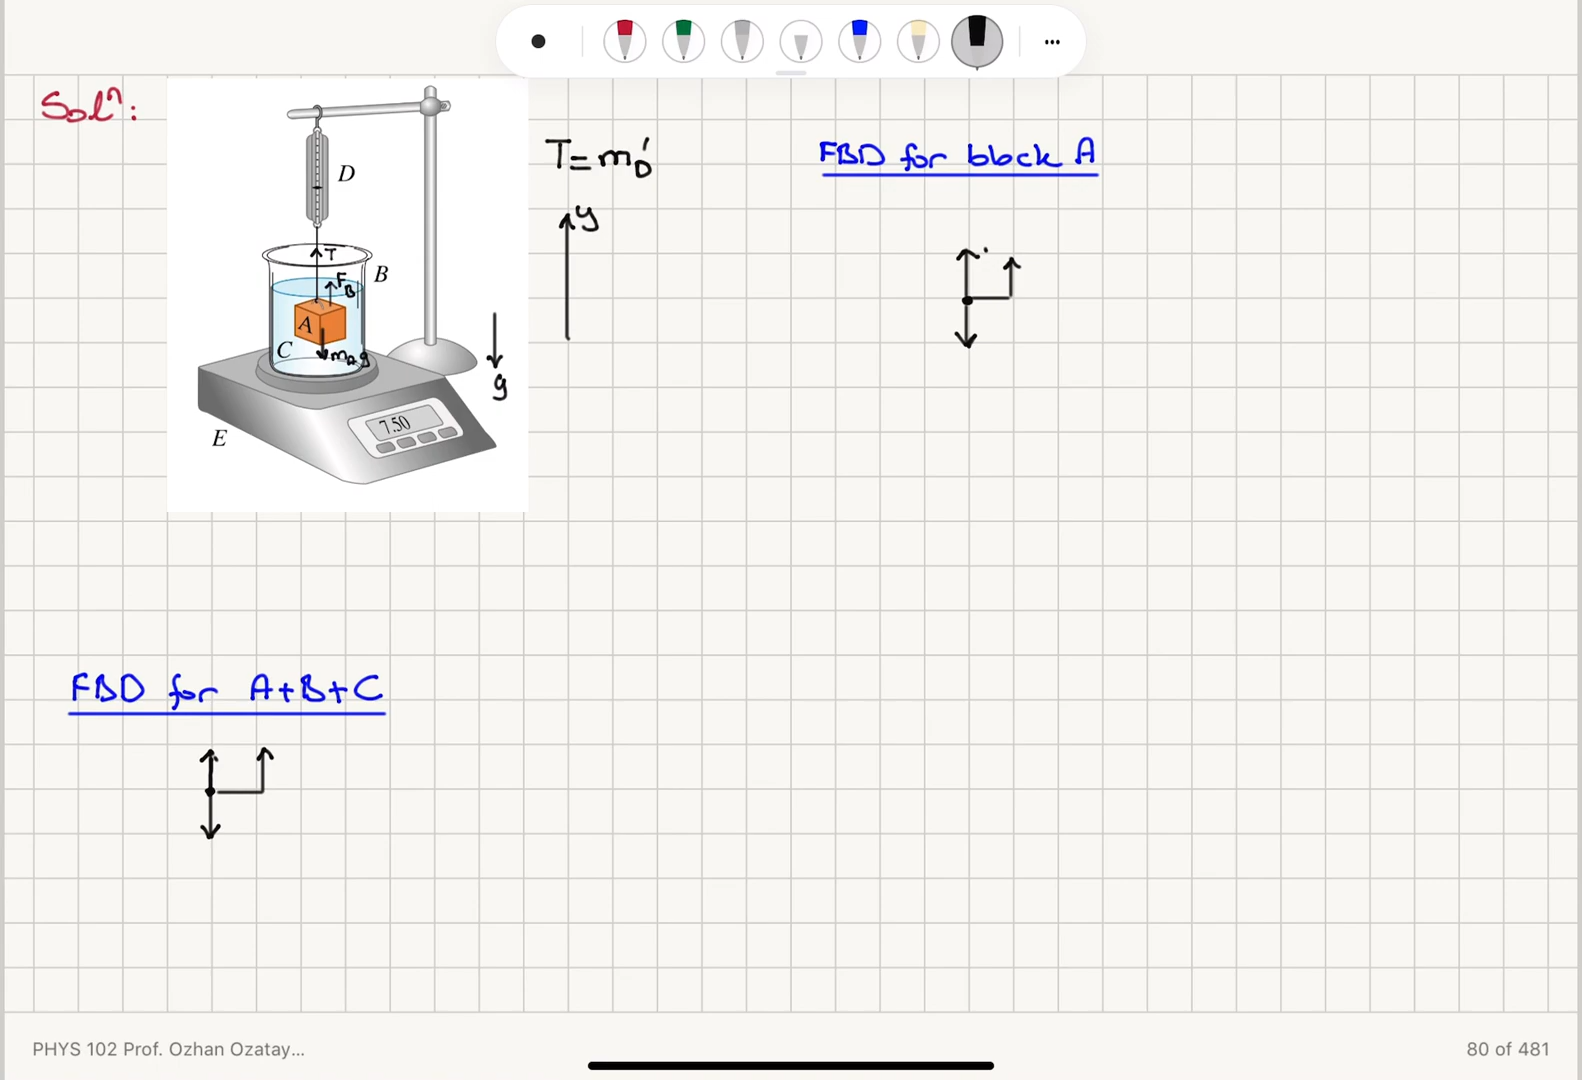 Solⁿ:
D
T = m_D'
FBD for block A
y
T
B
F_B
A
C
m_A g
g
7.50
E
FBD for A+B+C
PHYS 102 Prof. Ozhan Ozatay...
80 of 481